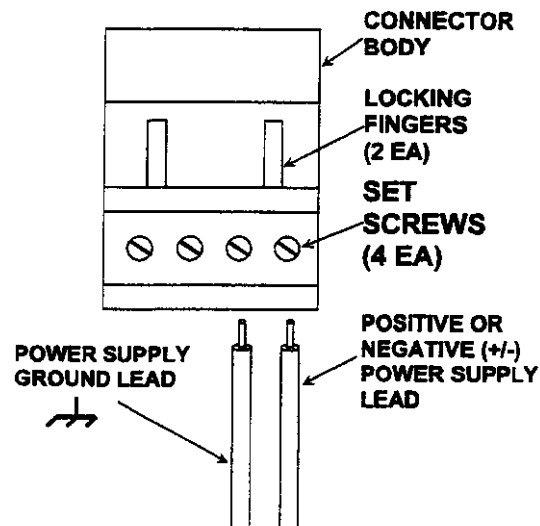 CONNECTOR
BODY
LOCKING
FINGERS
(2 EA)
SET
SCREWS
(4 EA)
POSITIVE OR
NEGATIVE (+/-)
POWER SUPPLY
LEAD
POWER SUPPLY
GROUND LEAD